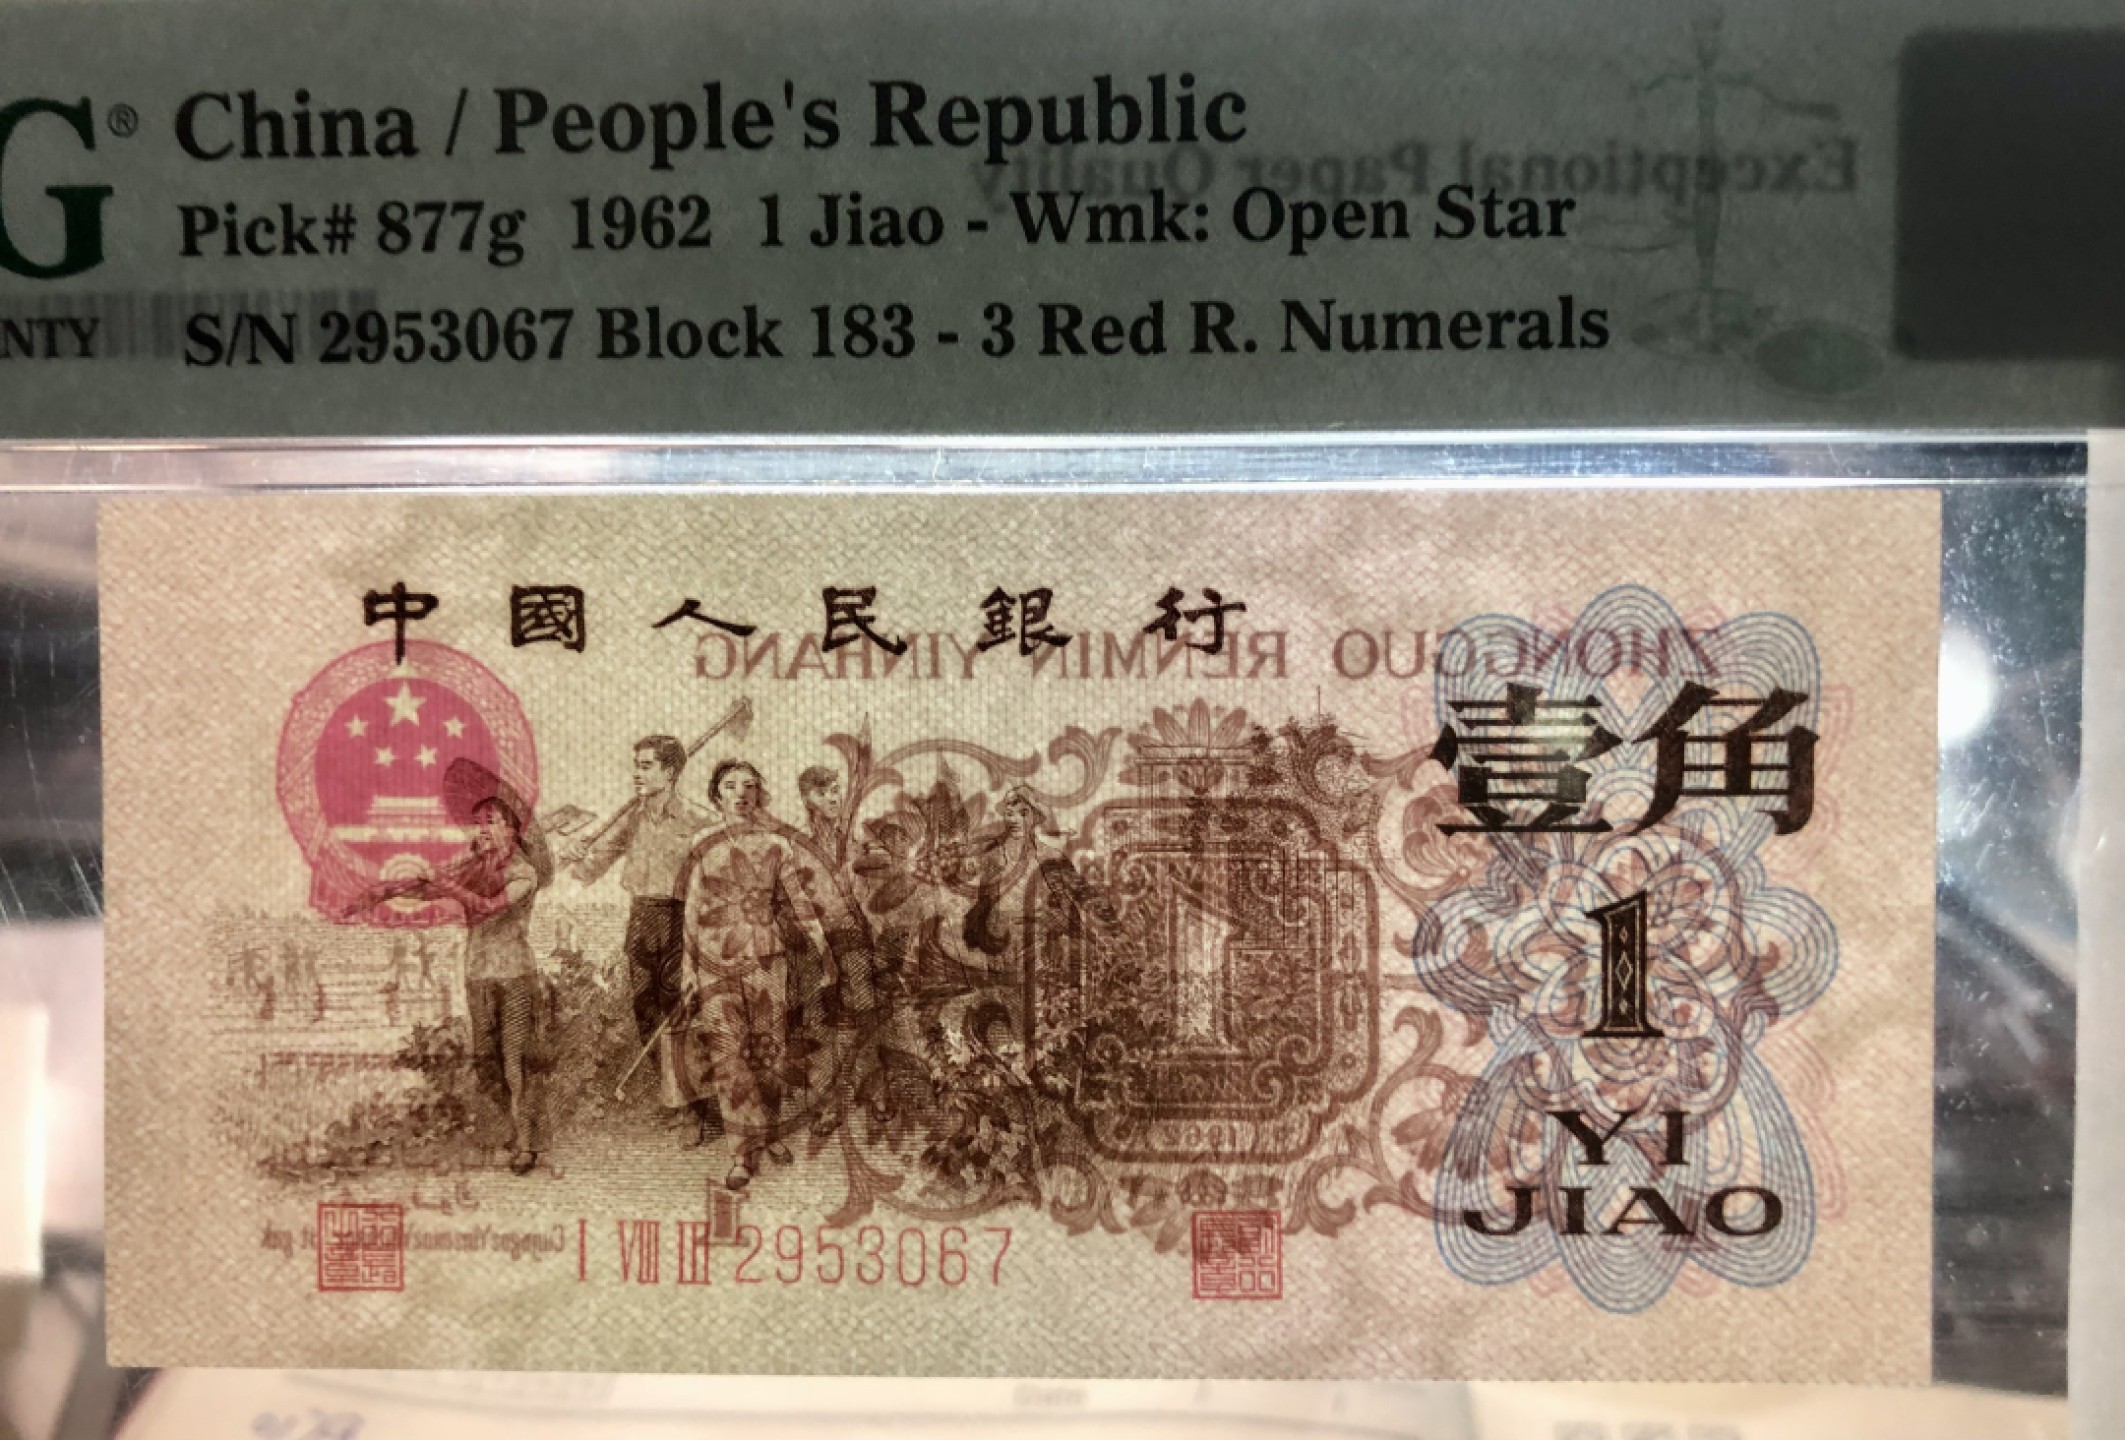 G® China / People's Republic
Exceptional Paper Quality
Pick# 877g 1962 1 Jiao - Wmk: Open Star
NTY S/N 2953067 Block 183 - 3 Red R. Numerals
中國人民銀行
ZHONGGUO RENMIN YINHANG
壹角
1
1
1962
YI
JIAO
I VIII III 2953067